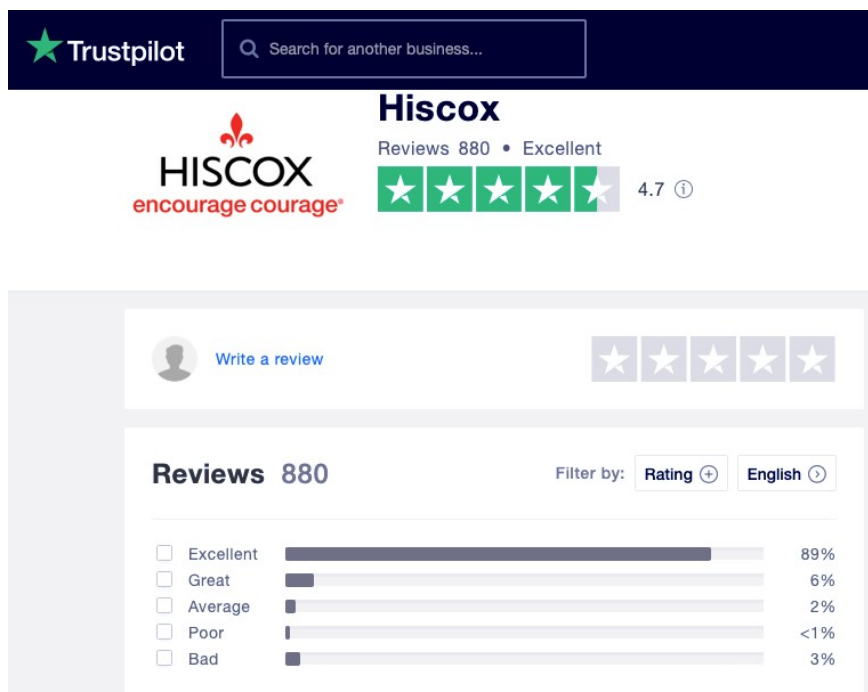 Trustpilot
Search for another business...
Hiscox
Reviews 880 • Excellent
4.7
HISCOX
encourage courage®
Write a review
Reviews 880
Filter by: Rating English
Excellent 89%
Great 6%
Average 2%
Poor <1%
Bad 3%